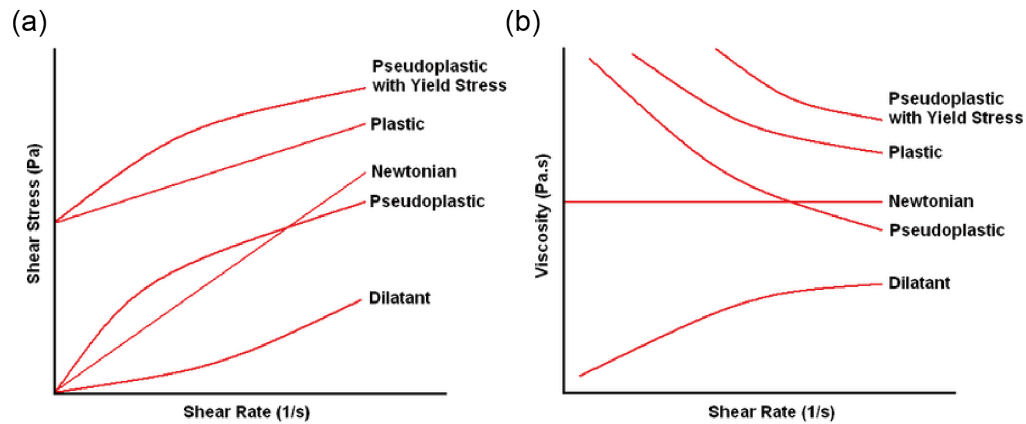 (a)
Shear Stress (Pa)
Pseudoplastic
with Yield Stress
Plastic
Newtonian
Pseudoplastic
Dilatant
Shear Rate (1/s)
(b)
Viscosity (Pa.s)
Pseudoplastic
with Yield Stress
Plastic
Newtonian
Pseudoplastic
Dilatant
Shear Rate (1/s)